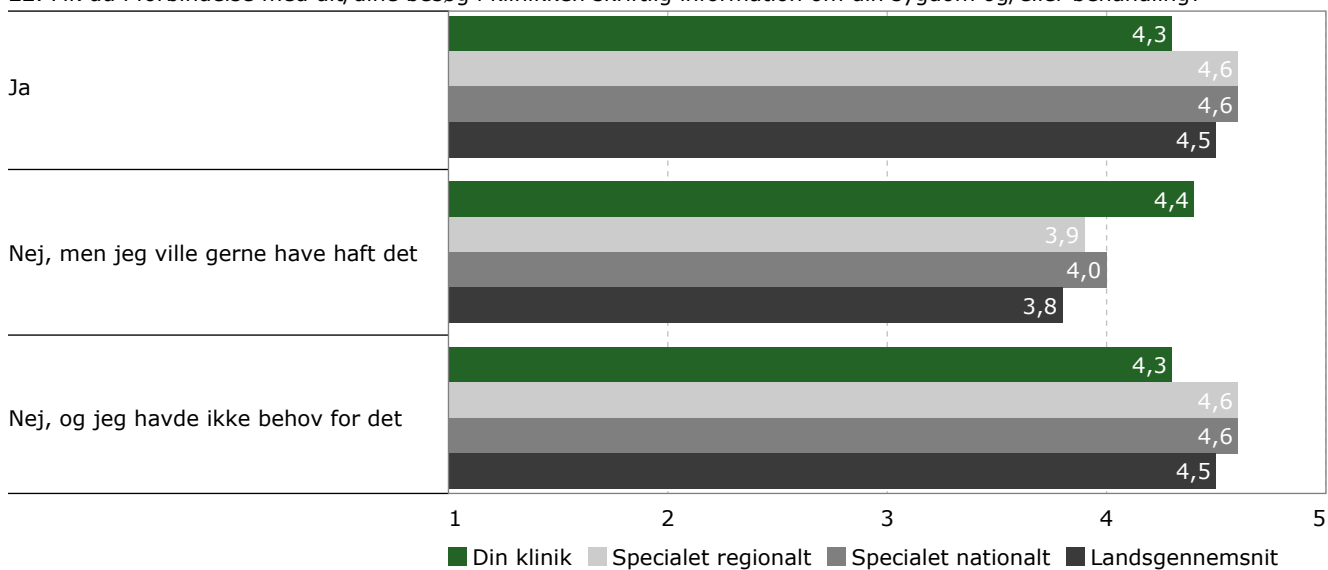 4,3
4,6
Ja
4,6
4,5
4,4
3,9
Nej, men jeg ville gerne have haft det
4,0
3,8
4,3
4,6
Nej, og jeg havde ikke behov for det
4,6
4,5
1 2 3 4 5
Din klinik Specialet regionalt Specialet nationalt Landsgennemsnit